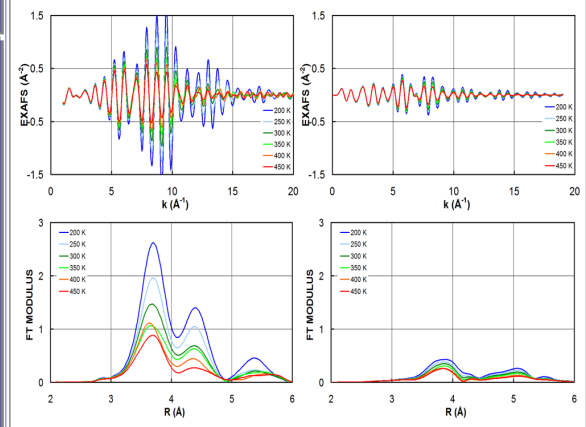 1.5
0.5
-0.5
-1.5
EXAFS (Å⁻²)
0 5 10 15 20
k (Å⁻¹)
200 K
250 K
300 K
350 K
400 K
450 K
1.5
0.5
-0.5
-1.5
EXAFS (Å⁻²)
0 5 10 15 20
k (Å⁻¹)
200 K
250 K
300 K
350 K
400 K
450 K
3
2
1
0
FT MODULUS
2 3 4 5 6
R (Å)
200 K
250 K
300 K
350 K
400 K
450 K
3
2
1
0
FT MODULUS
2 3 4 5 6
R (Å)
200 K
250 K
300 K
350 K
400 K
450 K